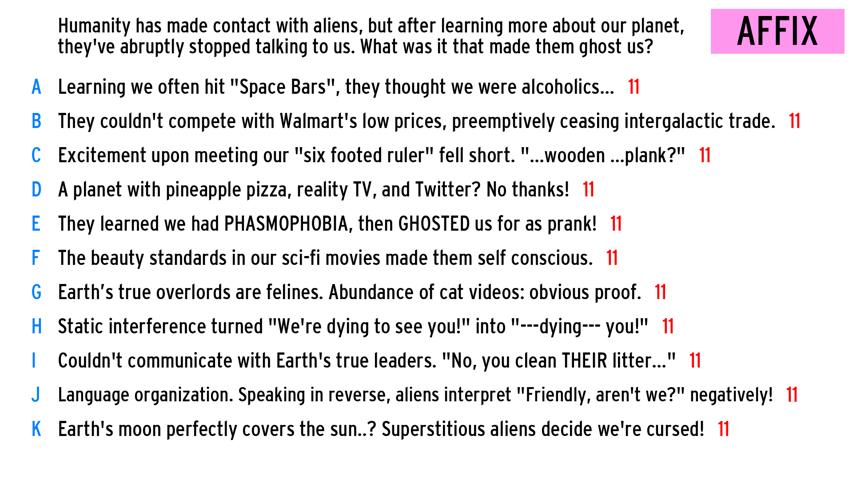 Humanity has made contact with aliens, but after learning more about our planet,
they've abruptly stopped talking to us. What was it that made them ghost us?
AFFIX
A Learning we often hit "Space Bars", they thought we were alcoholics... 11
B They couldn't compete with Walmart's low prices, preemptively ceasing intergalactic trade. 11
C Excitement upon meeting our "six footed ruler" fell short. "...wooden ...plank?" 11
D A planet with pineapple pizza, reality TV, and Twitter? No thanks! 11
E They learned we had PHASMOPHOBIA, then GHOSTED us for as prank! 11
F The beauty standards in our sci-fi movies made them self conscious. 11
G Earth’s true overlords are felines. Abundance of cat videos: obvious proof. 11
H Static interference turned "We're dying to see you!" into "---dying--- you!" 11
I Couldn't communicate with Earth's true leaders. "No, you clean THEIR litter..." 11
J Language organization. Speaking in reverse, aliens interpret "Friendly, aren't we?" negatively! 11
K Earth's moon perfectly covers the sun..? Superstitious aliens decide we're cursed! 11